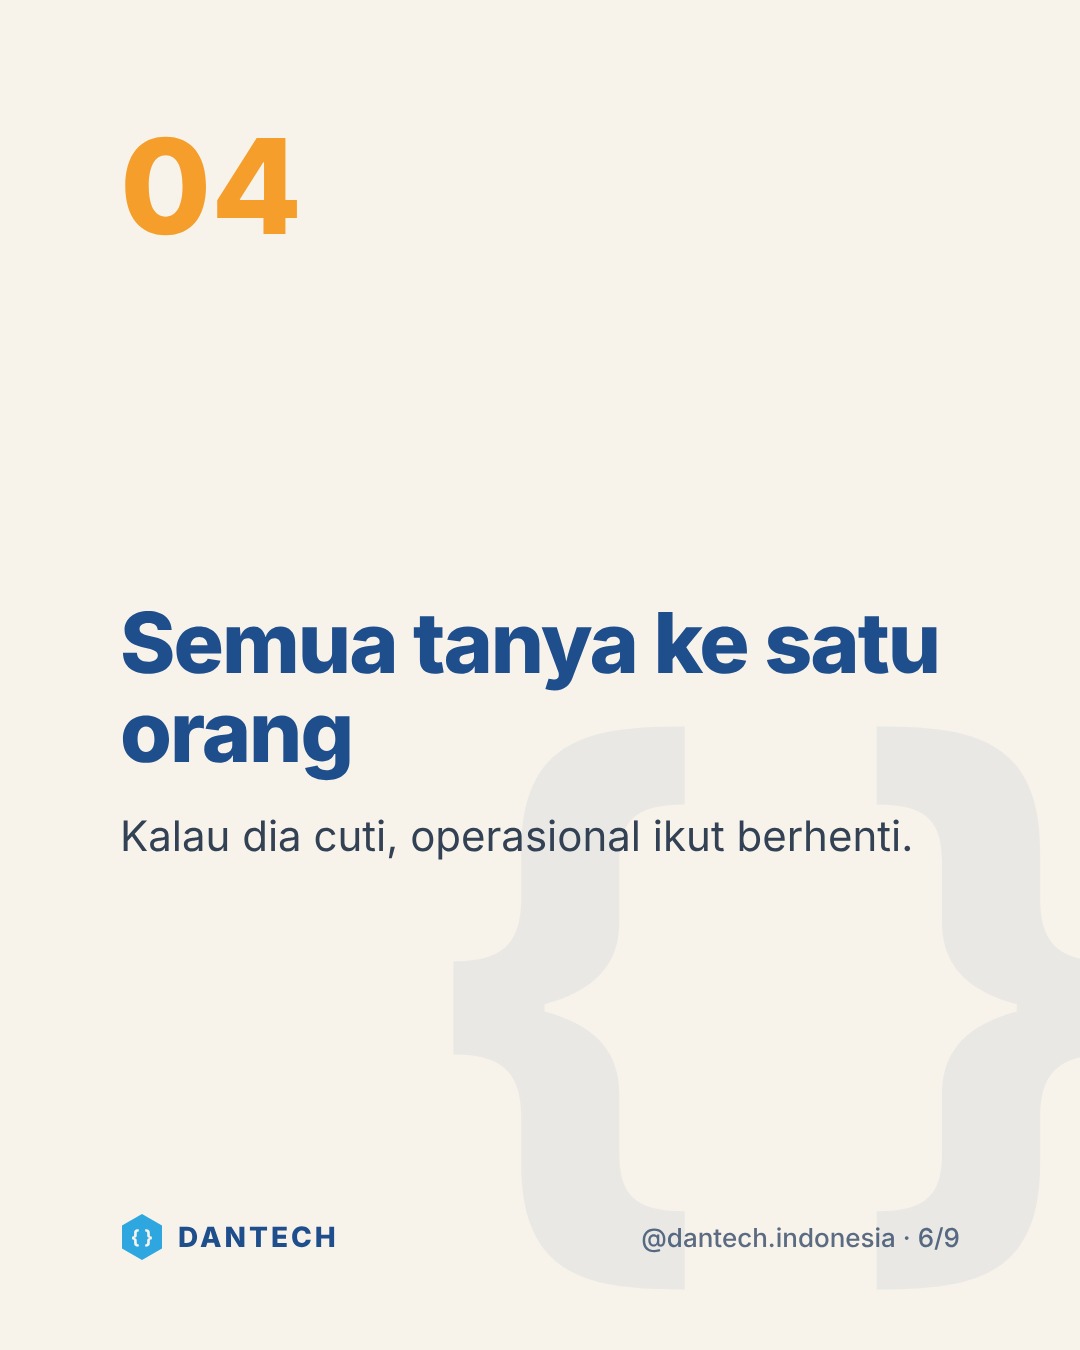 04
Semua tanya ke satu
orang
Kalau dia cuti, operasional ikut berhenti.
{} DANTECH
@dantech.indonesia · 6/9